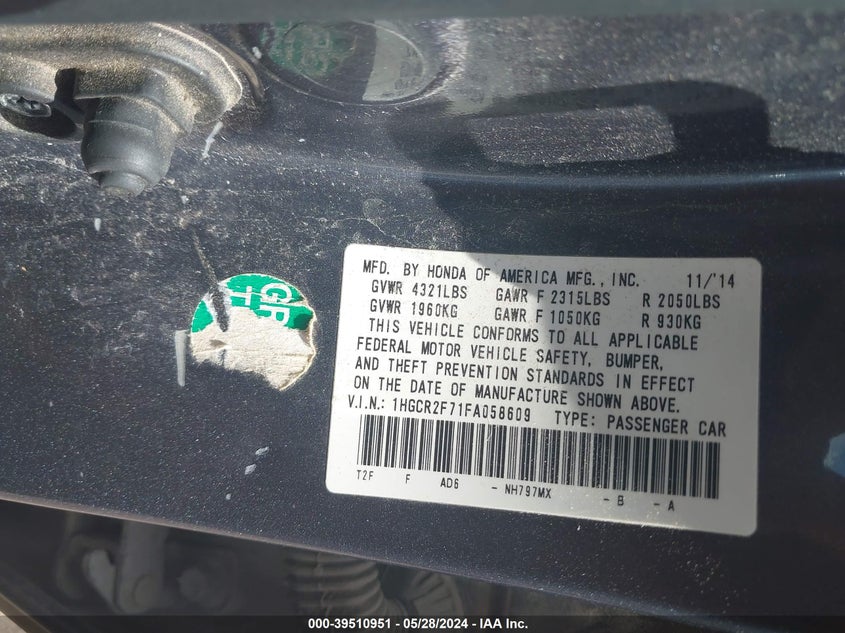 MFD. BY HONDA OF AMERICA MFG., INC. 11/'14
GVWR 4321LBS GAWR F 2315LBS R 2050LBS
GVWR 1960KG GAWR F 1050KG R 930KG
THIS VEHICLE CONFORMS TO ALL APPLICABLE
FEDERAL MOTOR VEHICLE SAFETY, BUMPER,
AND THEFT PREVENTION STANDARDS IN EFFECT
ON THE DATE OF MANUFACTURE SHOWN ABOVE.
V.I.N.: 1HGCR2F71FA058609 TYPE: PASSENGER CAR
T2F F AD6 - NH797MX - B - A
000-39510951 / 05/28/2024 - IAA Inc.